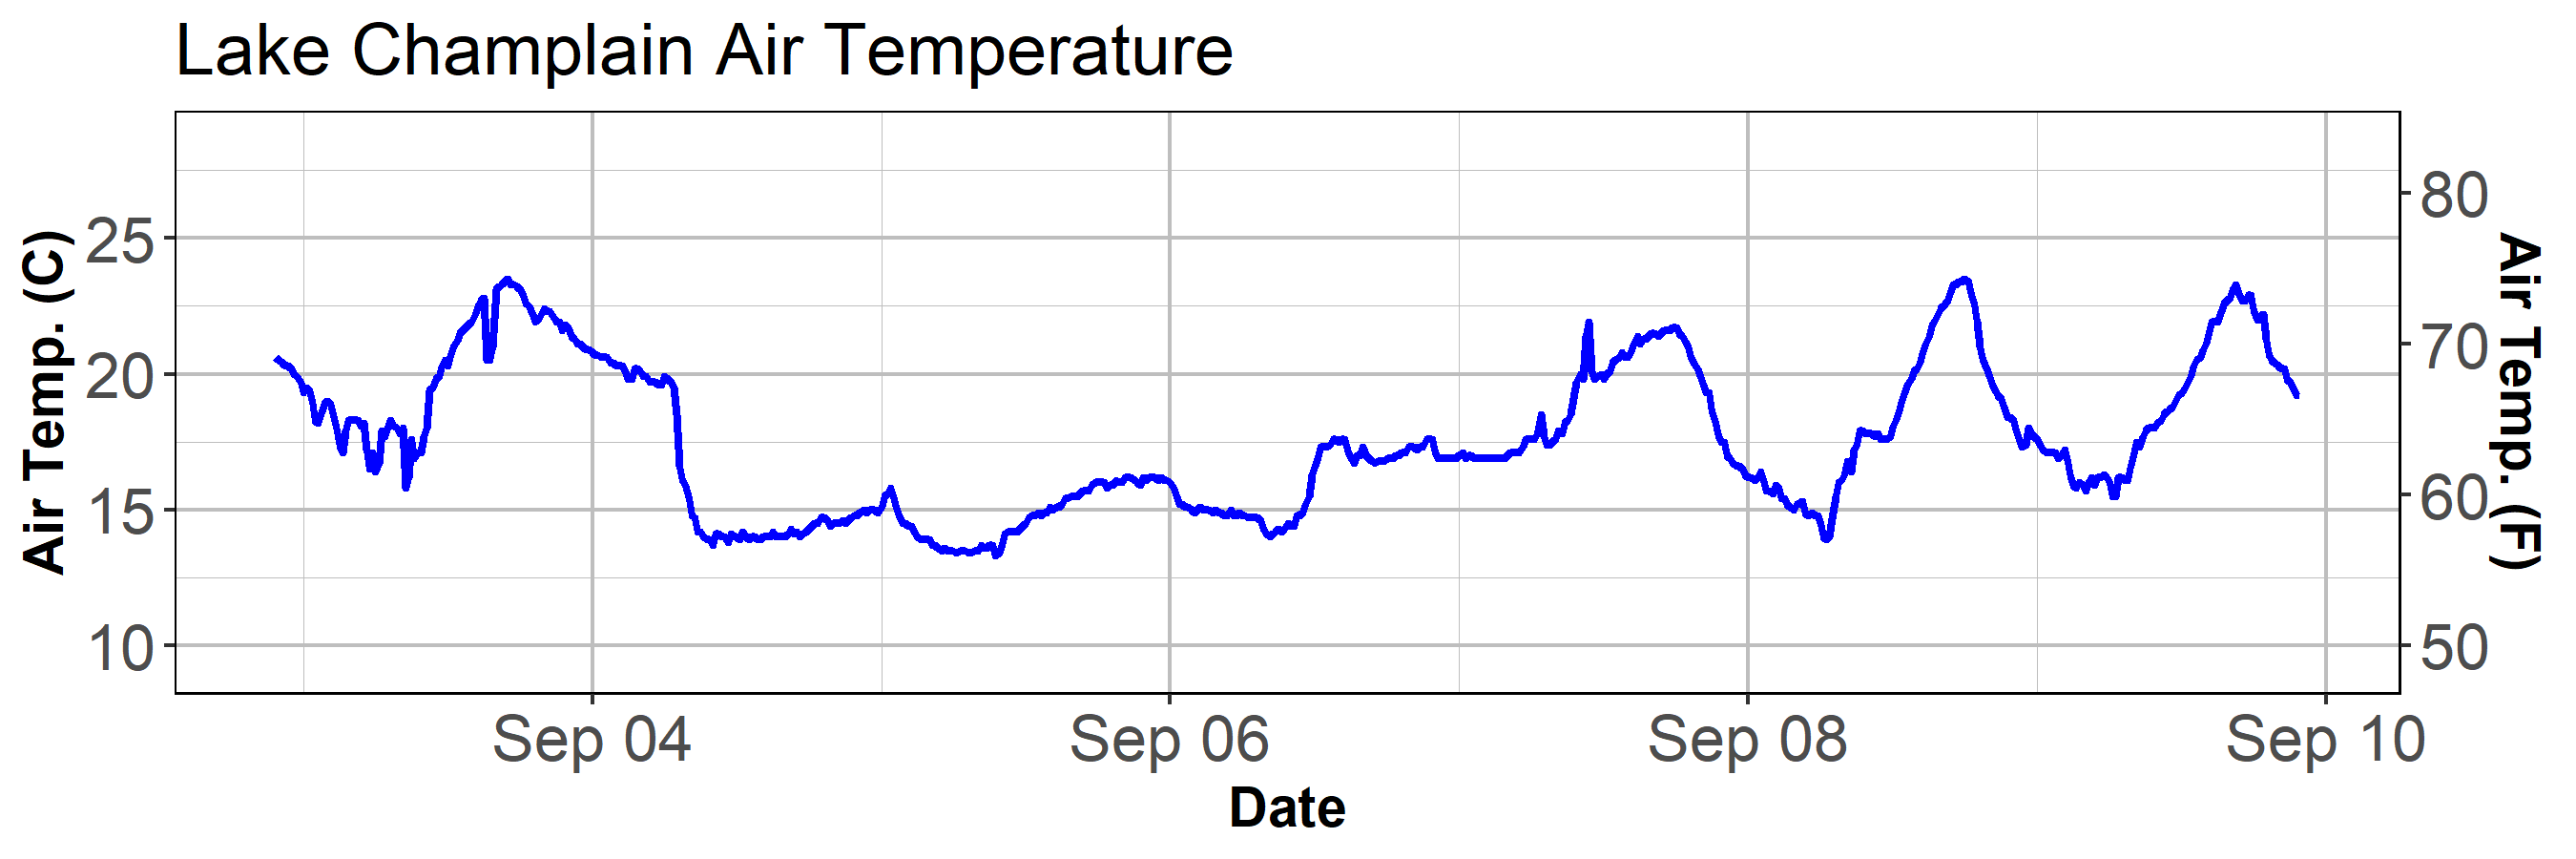 Lake Champlain Air Temperature
Air Temp. (C)
25
20
15
10
80
70
60
50
Air Temp. (F)
Sep 04 Sep 06 Sep 08 Sep 10
Date